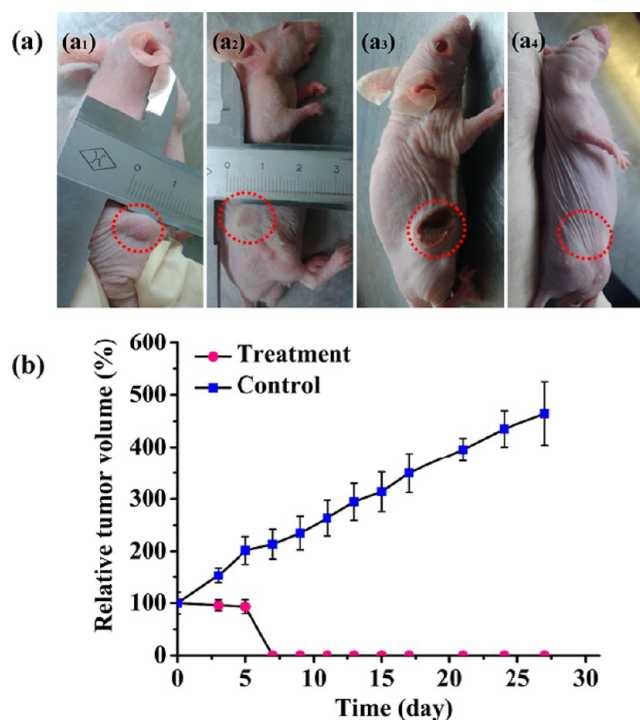 (a)
(a1) (a2) (a3) (a4)
0 1
0 1 2 3
(b)
Relative tumor volume (%)
600
500
400
300
200
100
0
Treatment
Control
0 5 10 15 20 25 30
Time (day)